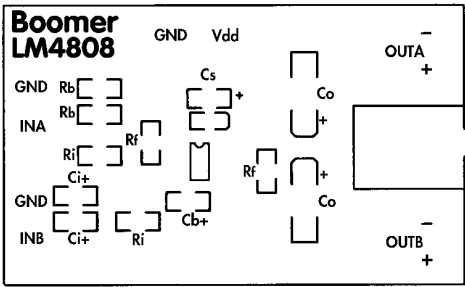 Boomer
LM4808
GND Vdd
−
OUTA
+
Cs
+
GND Rb
Rb
Co
+
INA
Rf
Ri
Rf
+
Ci+
GND
Co
Cb+
INB Ci+ Ri
−
OUTB
+